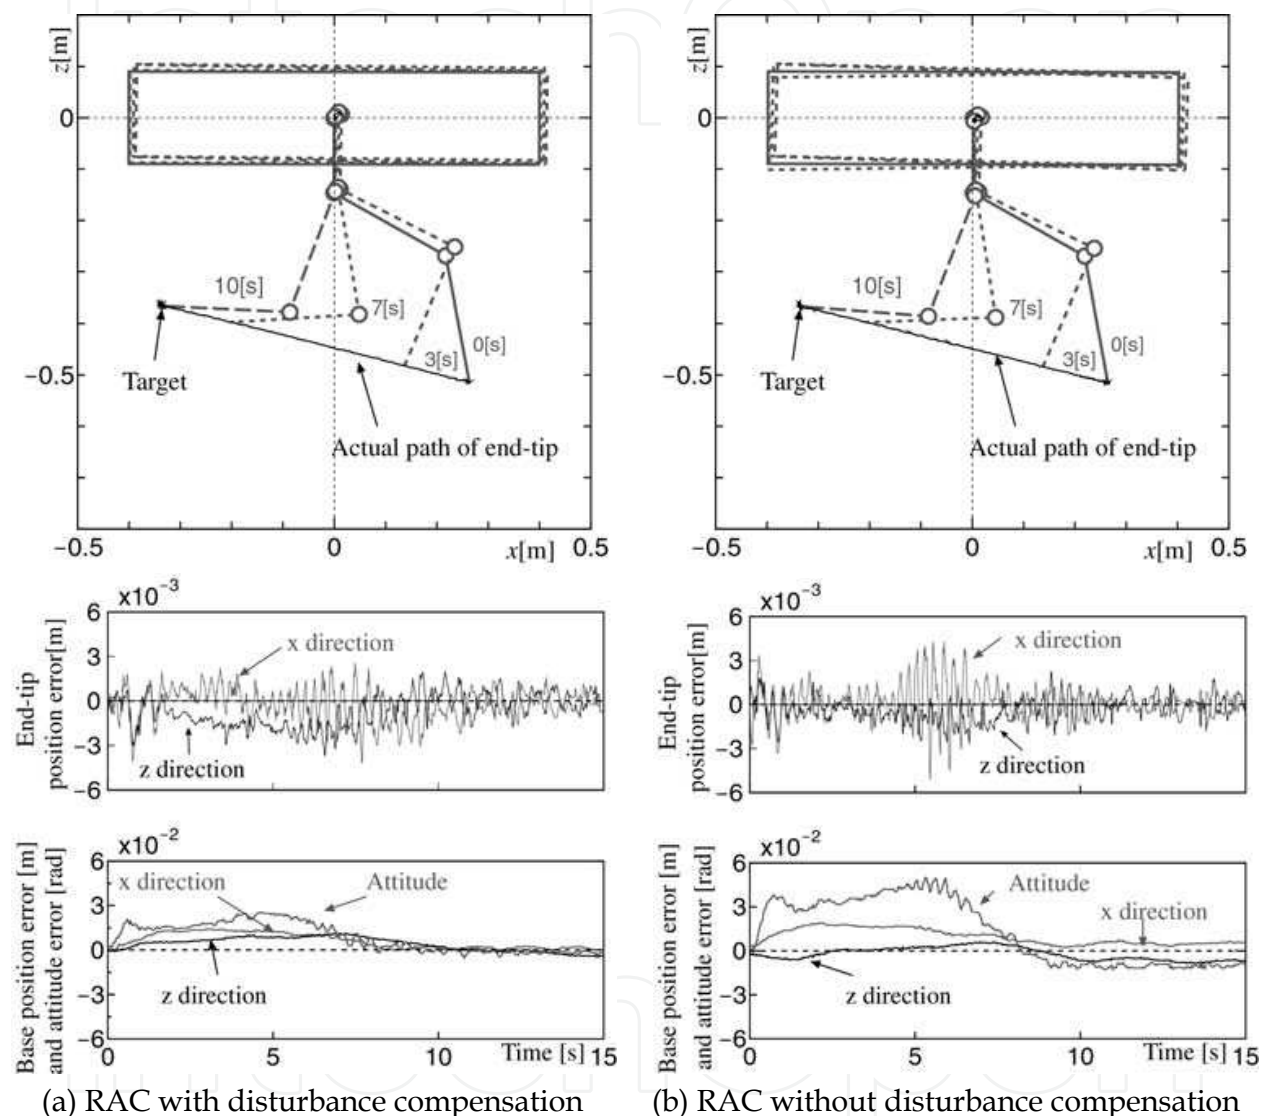 z[m]
0
−0.5
10[s]
7[s]
3[s]
0[s]
Target
Actual path of end-tip
−0.5
0
x[m]
0.5
z[m]
0
−0.5
10[s]
7[s]
3[s]
0[s]
Target
Actual path of end-tip
−0.5
0
x[m]
0.5
x10−3
6
3
0
−3
−6
End-tip
position error[m]
x direction
z direction
x10−3
6
3
0
−3
−6
End-tip
position error[m]
x direction
z direction
x10−2
6
3
0
−3
−6
Base position error [m]
and attitude error [rad]
x direction
Attitude
z direction
0
5
10
Time [s]
15
x10−2
6
3
0
−3
−6
Base position error [m]
and attitude error [rad]
Attitude
x direction
z direction
0
5
10
Time [s]
15
(a) RAC with disturbance compensation
(b) RAC without disturbance compensation